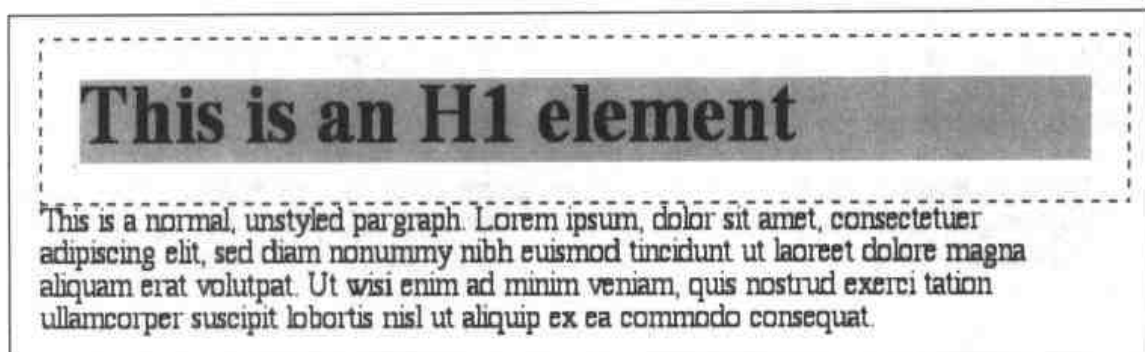 This is an H1 element
This is a normal, unstyled pargraph. Lorem ipsum, dolor sit amet, consectetuer
adipiscing elit, sed diam nonummy nibh euismod tincidunt ut laoreet dolore magna
aliquam erat volutpat. Ut wisi enim ad minim veniam, quis nostrud exerci tation
ullamcorper suscipit lobortis nisl ut aliquip ex ea commodo consequat.